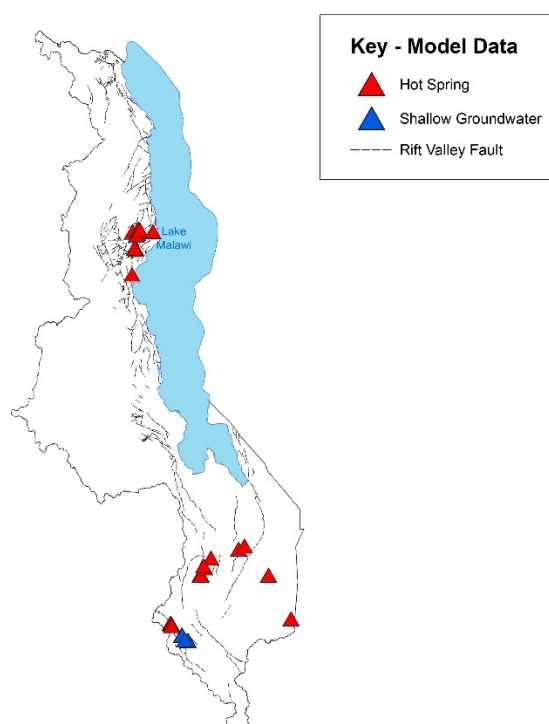 Key - Model Data
Hot Spring
Shallow Groundwater
Rift Valley Fault
Lake
Malawi